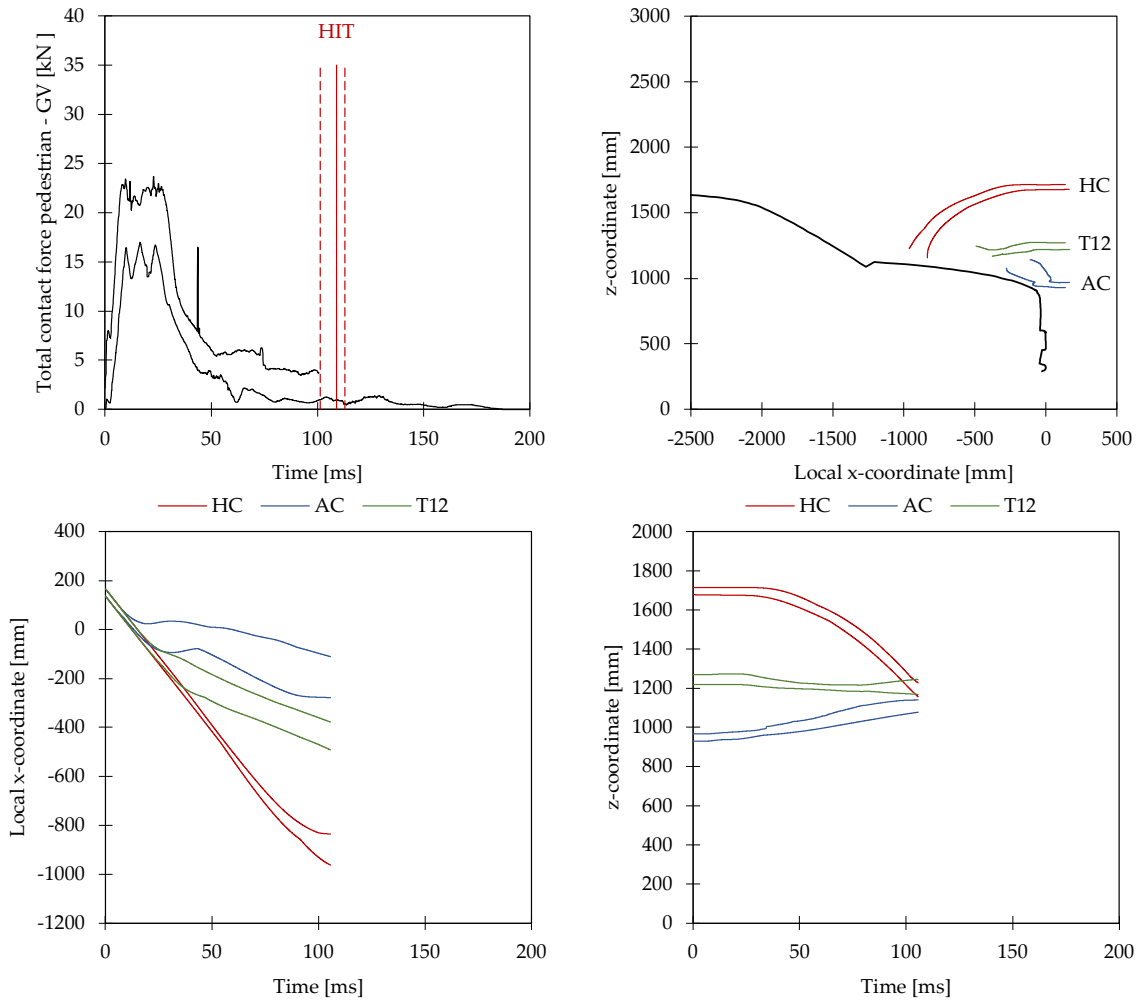 Total contact force pedestrian - GV [kN]
40
35
30
25
20
15
10
5
0
HIT
0 50 100 150 200
Time [ms]
z-coordinate [mm]
3000
2500
2000
1500
1000
500
0
HC
T12
AC
-2500 -2000 -1500 -1000 -500 0 500
Local x-coordinate [mm]
HC AC T12
Local x-coordinate [mm]
400
200
0
-200
-400
-600
-800
-1000
-1200
0 50 100 150 200
Time [ms]
HC AC T12
z-coordinate [mm]
2000
1800
1600
1400
1200
1000
800
600
400
200
0
0 50 100 150 200
Time [ms]